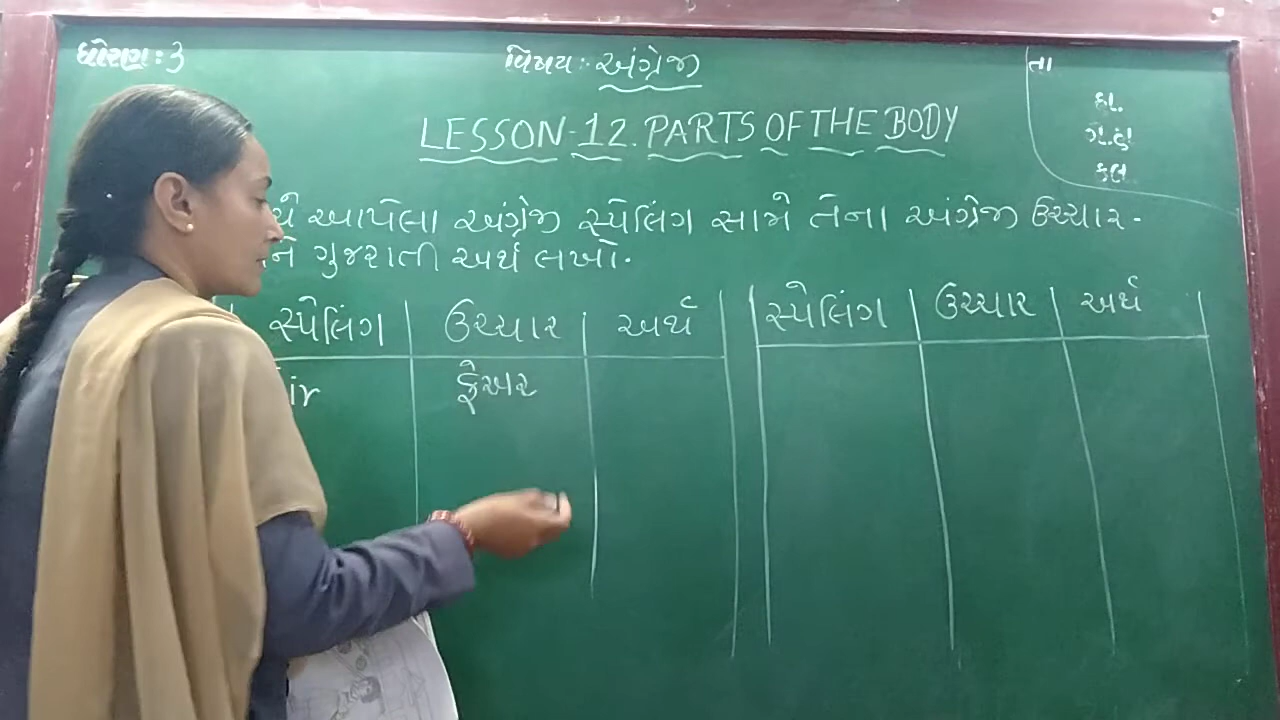 ધોરણ : 3
વિષય :- અંગ્રેજી
તા
હા.
ગે.હા
કુલ
LESSON-12. PARTS OF THE BODY
આપેલા અંગ્રેજી સ્પેલિંગ સામે તેના અંગ્રેજી ઉચ્ચાર -
ગુજરાતી અર્થ લખો.
સ્પેલિંગ ઉચ્ચાર અર્થ સ્પેલિંગ ઉચ્ચાર અર્થ
ir હેઅર